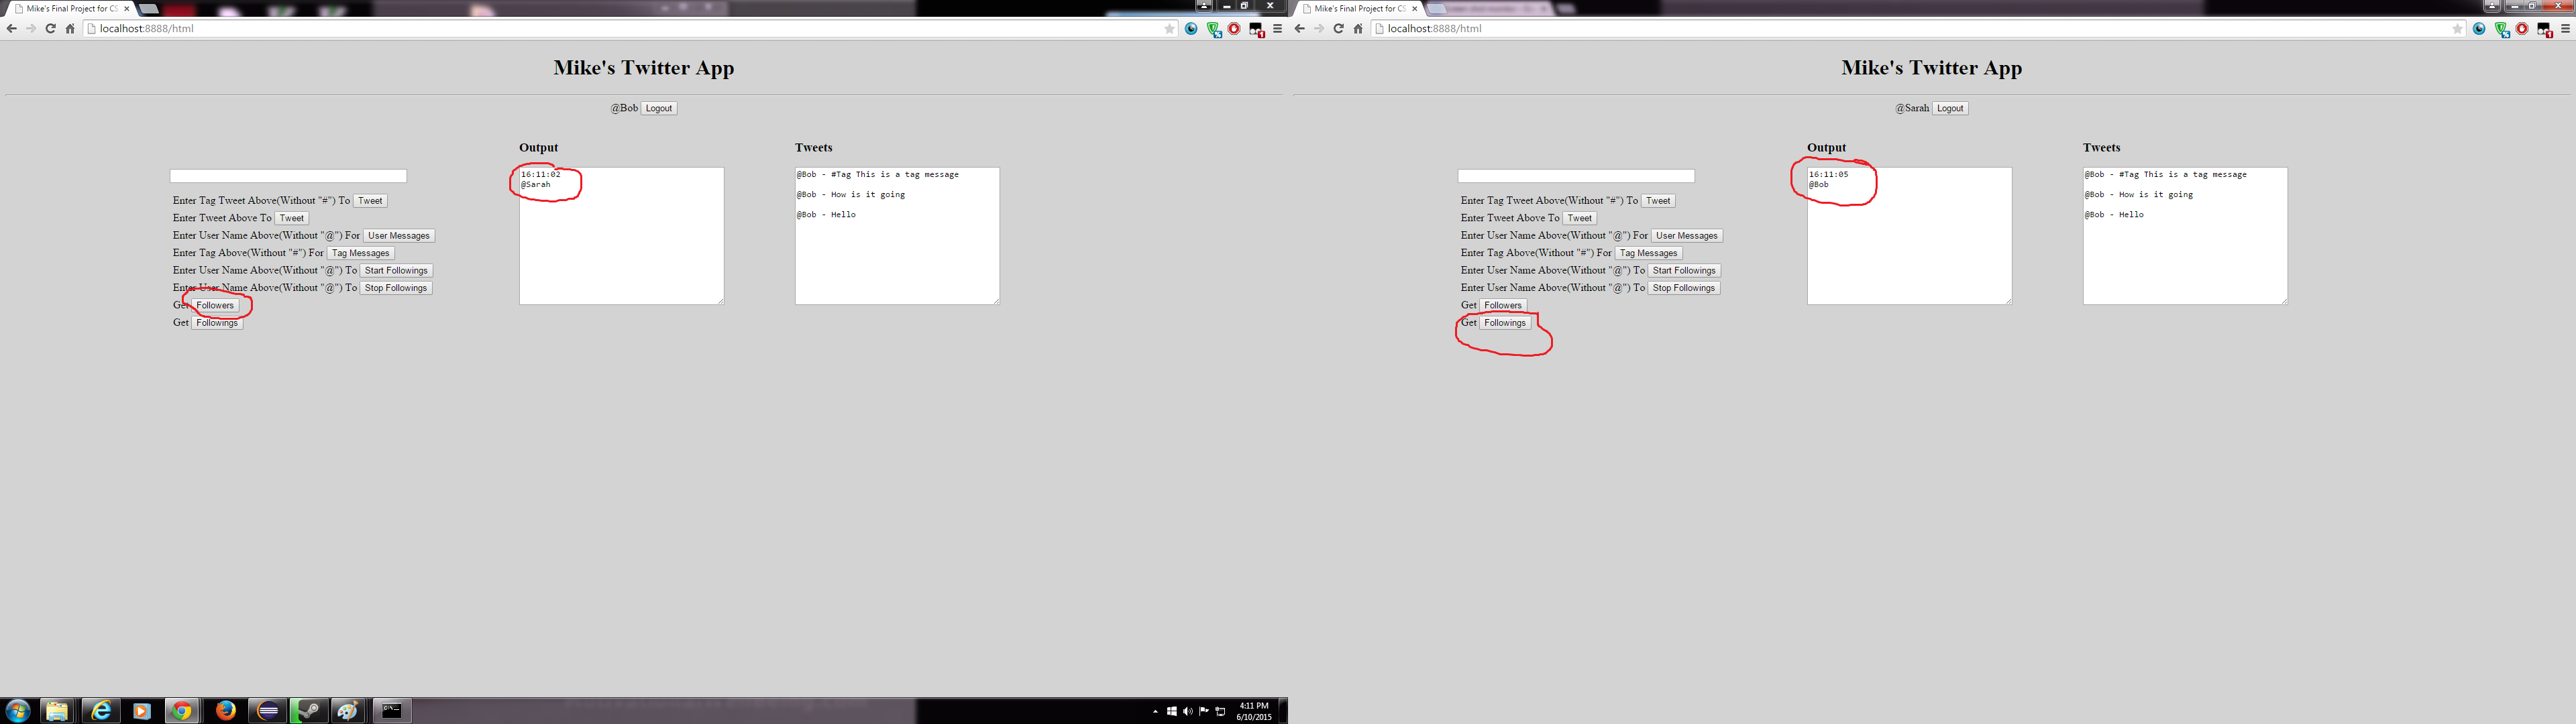 Mike's Final Project for CS
localhost:8888/html
Mike's Twitter App
@Bob Logout
Output
Tweets
16:11:02
@Sarah
@Bob - #Tag This is a tag message
@Bob - How is it going
@Bob - Hello
Enter Tag Tweet Above(Without "#") To Tweet
Enter Tweet Above To Tweet
Enter User Name Above(Without "@") For User Messages
Enter Tag Above(Without "#") For Tag Messages
Enter User Name Above(Without "@") To Start Followings
Enter User Name Above(Without "@") To Stop Followings
Get Followers
Get Followings
4:11 PM
6/10/2015
Mike's Final Project for CS
localhost:8888/html
Mike's Twitter App
@Sarah Logout
Output
Tweets
16:11:05
@Bob
@Bob - #Tag This is a tag message
@Bob - How is it going
@Bob - Hello
Enter Tag Tweet Above(Without "#") To Tweet
Enter Tweet Above To Tweet
Enter User Name Above(Without "@") For User Messages
Enter Tag Above(Without "#") For Tag Messages
Enter User Name Above(Without "@") To Start Followings
Enter User Name Above(Without "@") To Stop Followings
Get Followers
Get Followings